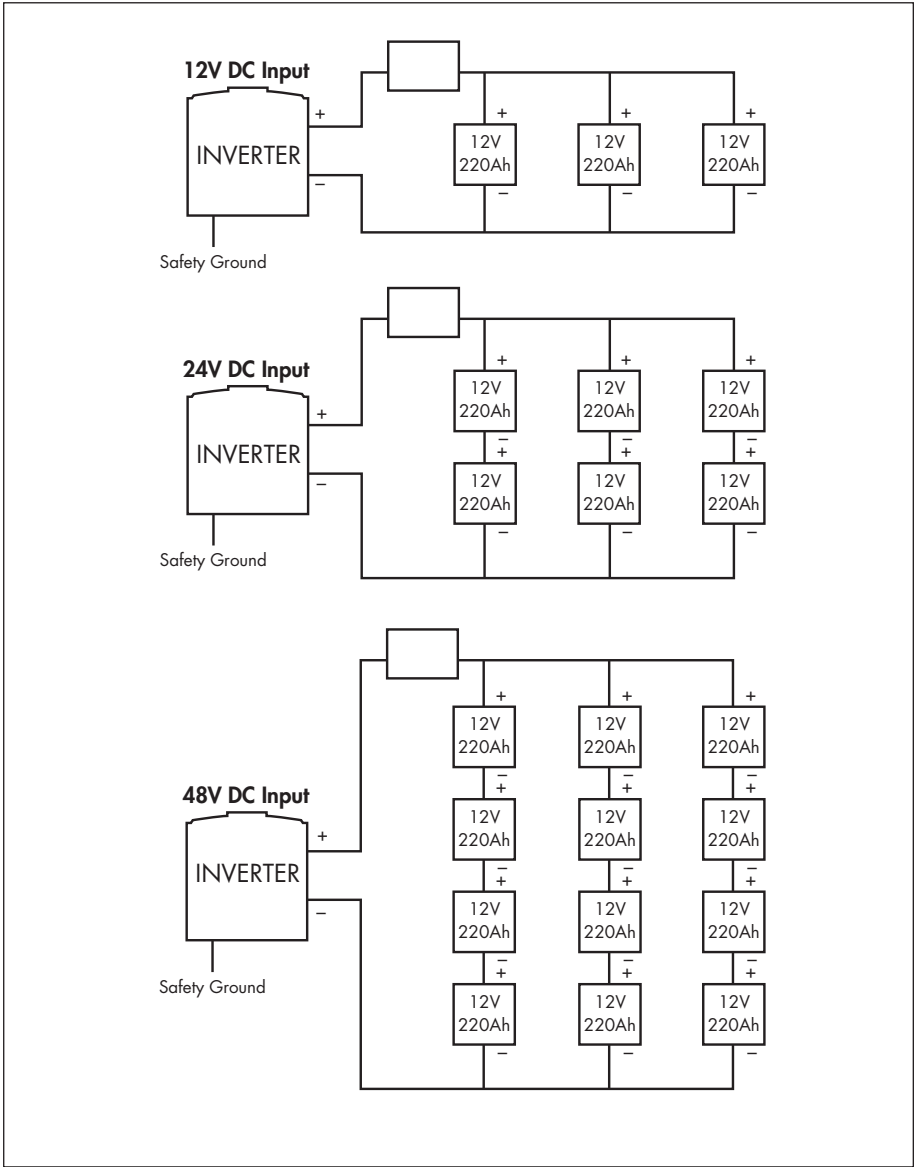 12V DC Input
+
+ + +
INVERTER
12V 12V 12V
220Ah 220Ah 220Ah
–
– – –
Safety Ground
24V DC Input
+ + +
12V 12V 12V
+
220Ah 220Ah 220Ah
INVERTER
– – –
+ + +
–
12V 12V 12V
220Ah 220Ah 220Ah
– – –
Safety Ground
+ + +
12V 12V 12V
220Ah 220Ah 220Ah
– – –
48V DC Input
+ + +
12V 12V 12V
+
220Ah 220Ah 220Ah
INVERTER
– – –
+ + +
–
12V 12V 12V
220Ah 220Ah 220Ah
– – –
+ + +
Safety Ground
12V 12V 12V
220Ah 220Ah 220Ah
– – –